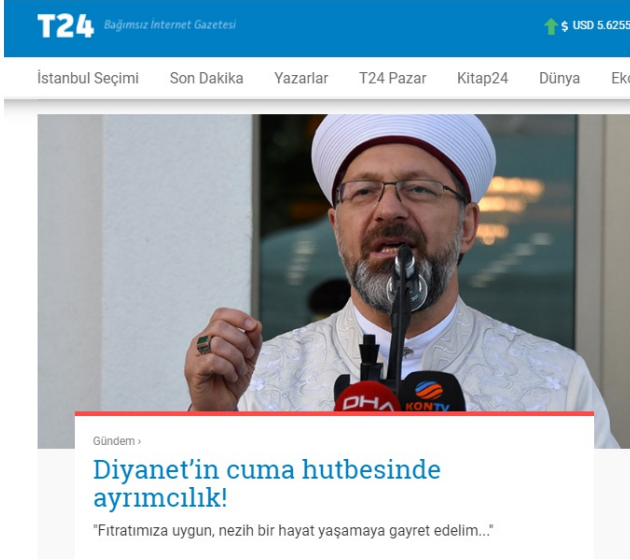 T24 Bağımsız İnternet Gazetesi
$ USD 5.6255
İstanbul Seçimi Son Dakika Yazarlar T24 Pazar Kitap24 Dünya
DHA KONTV
Gündem ›
Diyanet’in cuma hutbesinde
ayrımcılık!
"Fıtratımıza uygun, nezih bir hayat yaşamaya gayret edelim..."